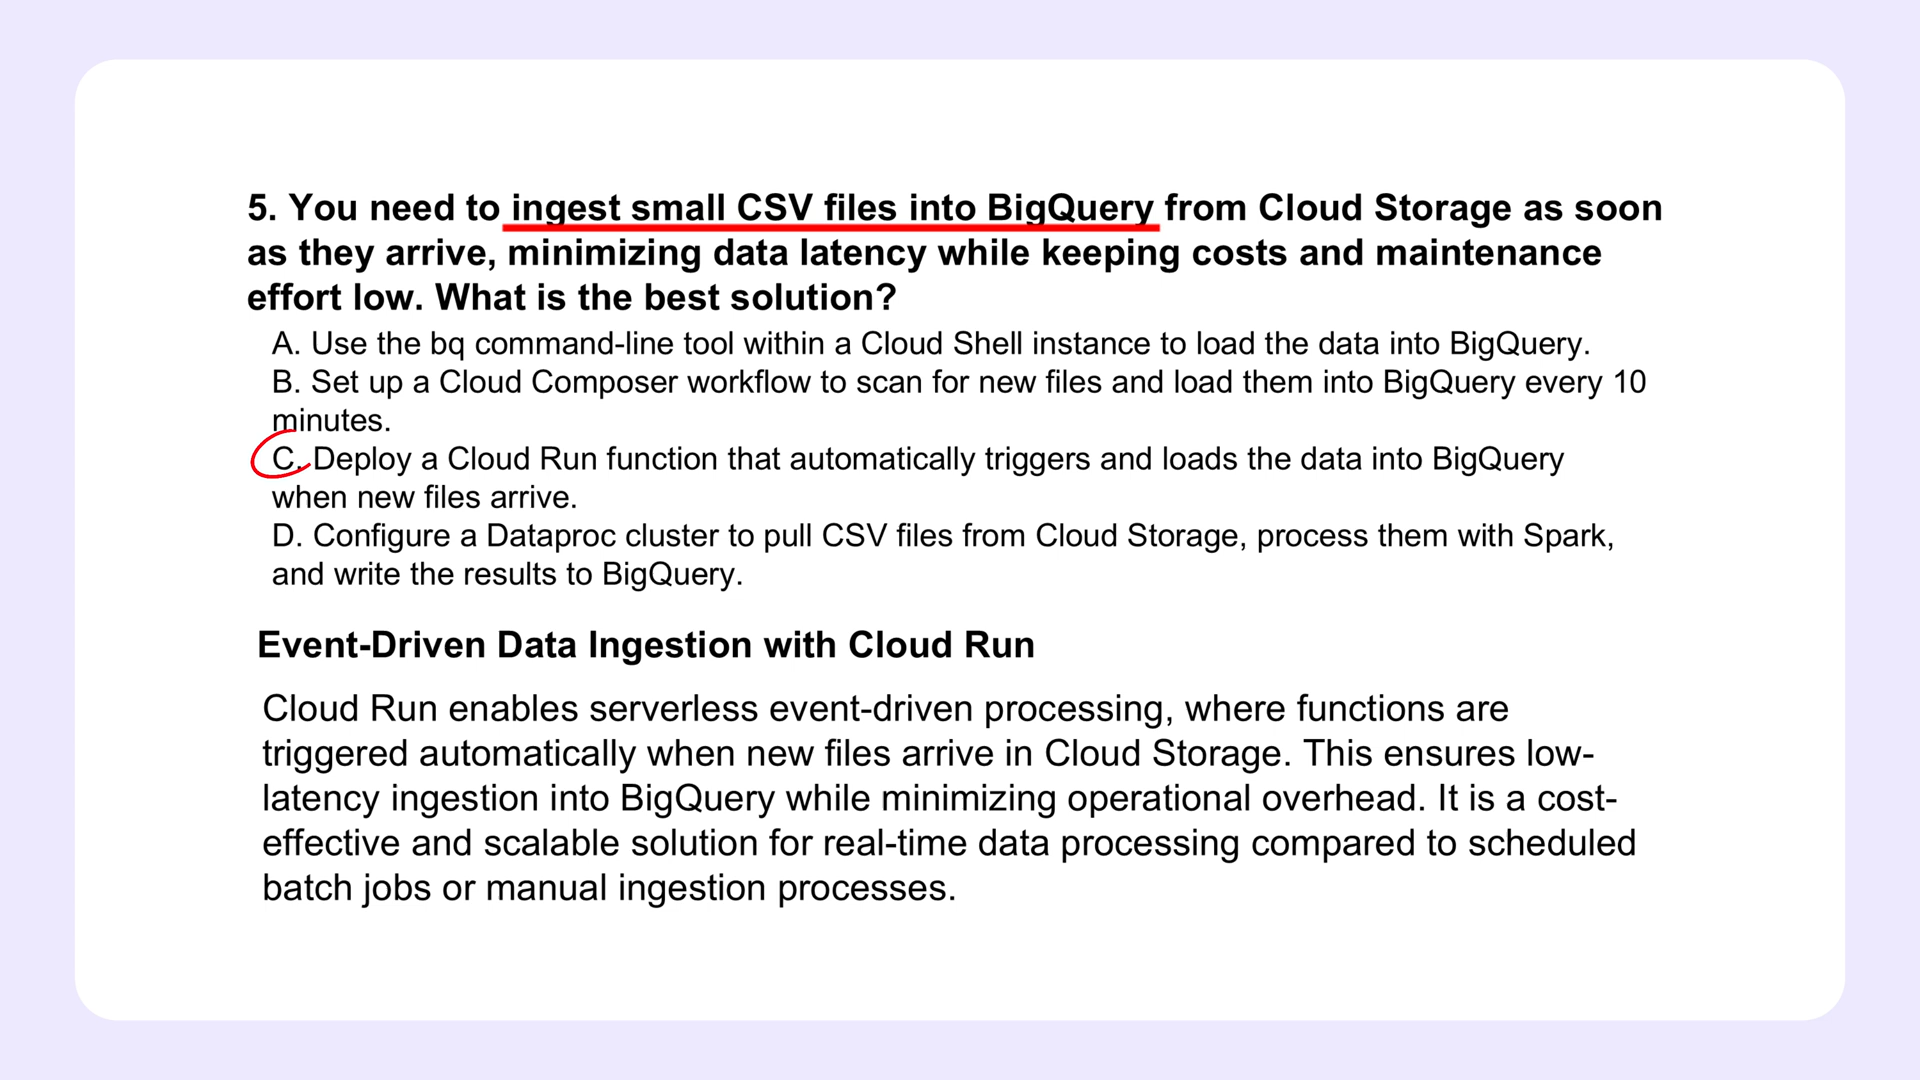 5. You need to ingest small CSV files into BigQuery from Cloud Storage as soon
as they arrive, minimizing data latency while keeping costs and maintenance
effort low. What is the best solution?
A. Use the bq command-line tool within a Cloud Shell instance to load the data into BigQuery.
B. Set up a Cloud Composer workflow to scan for new files and load them into BigQuery every 10
minutes.
C. Deploy a Cloud Run function that automatically triggers and loads the data into BigQuery
when new files arrive.
D. Configure a Dataproc cluster to pull CSV files from Cloud Storage, process them with Spark,
and write the results to BigQuery.
Event-Driven Data Ingestion with Cloud Run
Cloud Run enables serverless event-driven processing, where functions are
triggered automatically when new files arrive in Cloud Storage. This ensures low-
latency ingestion into BigQuery while minimizing operational overhead. It is a cost-
effective and scalable solution for real-time data processing compared to scheduled
batch jobs or manual ingestion processes.